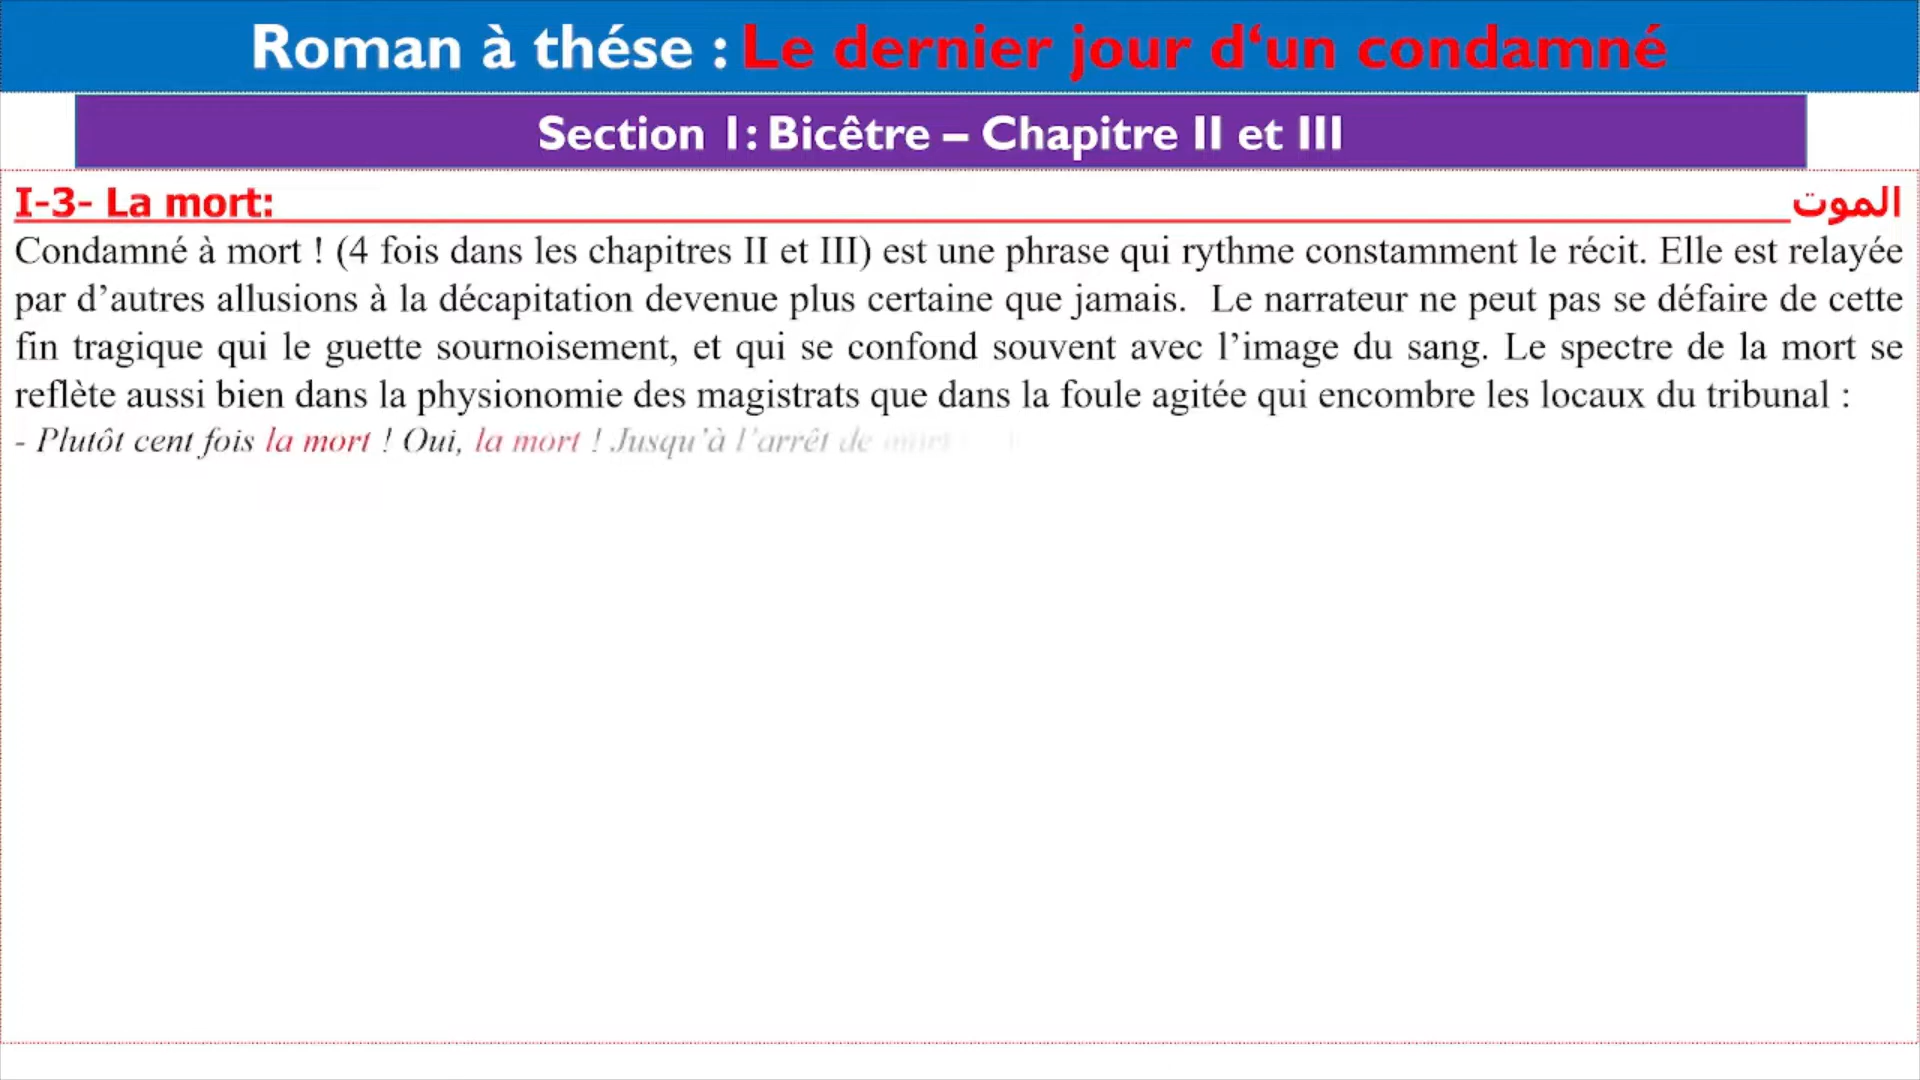 Roman à thése : Le dernier jour d‘un condamné
Section 1: Bicêtre – Chapitre II et III
I-3- La mort: الموت
Condamné à mort ! (4 fois dans les chapitres II et III) est une phrase qui rythme constamment le récit. Elle est relayée
par d’autres allusions à la décapitation devenue plus certaine que jamais. Le narrateur ne peut pas se défaire de cette
fin tragique qui le guette sournoisement, et qui se confond souvent avec l’image du sang. Le spectre de la mort se
reflète aussi bien dans la physionomie des magistrats que dans la foule agitée qui encombre les locaux du tribunal :
- Plutôt cent fois la mort ! Oui, la mort ! Jusqu’à l’arrêt de